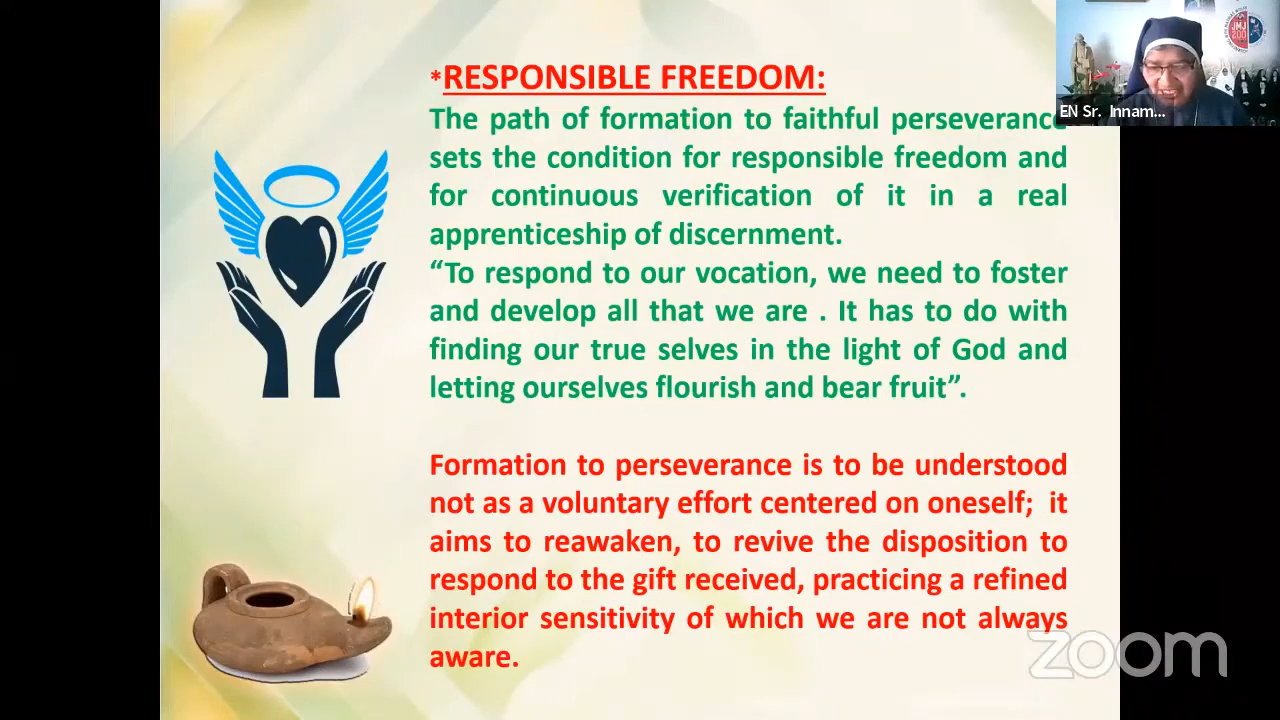 *RESPONSIBLE FREEDOM:
The path of formation to faithful perseverance
sets the condition for responsible freedom and
for continuous verification of it in a real
apprenticeship of discernment.
“To respond to our vocation, we need to foster
and develop all that we are . It has to do with
finding our true selves in the light of God and
letting ourselves flourish and bear fruit”.
Formation to perseverance is to be understood
not as a voluntary effort centered on oneself; it
aims to reawaken, to revive the disposition to
respond to the gift received, practicing a refined
interior sensitivity of which we are not always
aware.
EN Sr. Innam...
JMJ
zoom